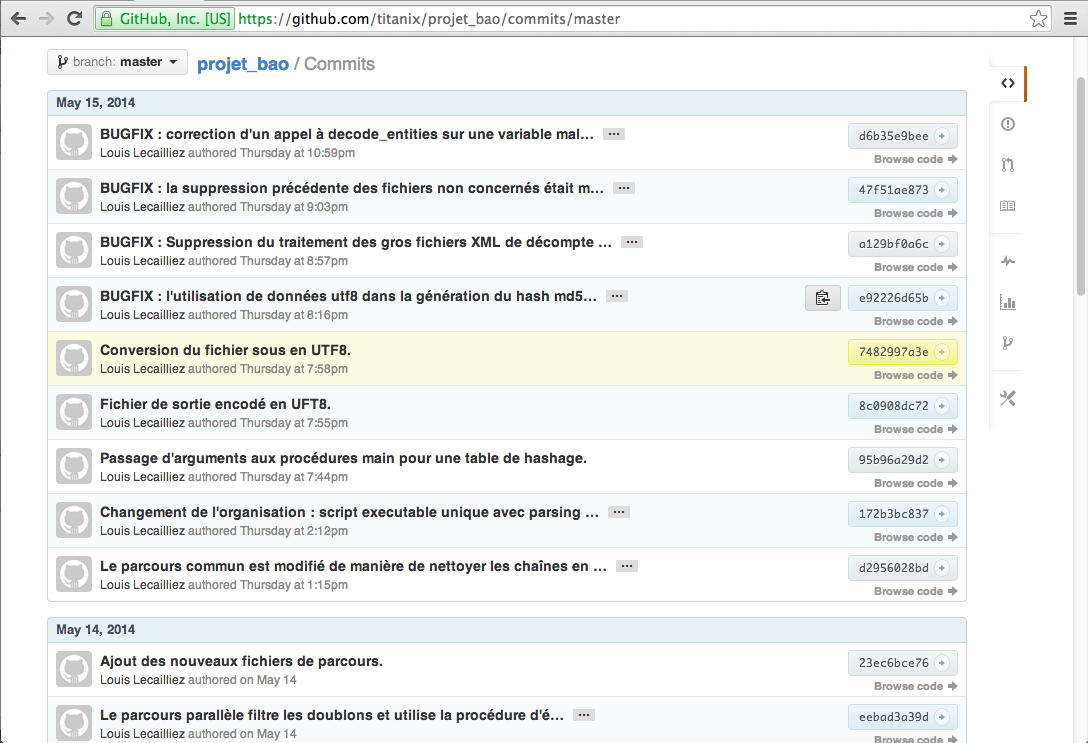 GitHub, Inc. [US] https://github.com/titanix/projet_bao/commits/master
branch: master projet_bao / Commits
May 15, 2014
BUGFIX : correction d'un appel à decode_entities sur une variable mal… ...
d6b35e9bee
Louis Lecailliez authored Thursday at 10:59pm
Browse code
BUGFIX : la suppression précédente des fichiers non concernés était m… ...
47f51ae873
Louis Lecailliez authored Thursday at 9:03pm
Browse code
BUGFIX : Suppression du traitement des gros fichiers XML de décompte … ...
a129bf0a6c
Louis Lecailliez authored Thursday at 8:57pm
Browse code
BUGFIX : l'utilisation de données utf8 dans la génération du hash md5… ...
e92226d65b
Louis Lecailliez authored Thursday at 8:16pm
Browse code
Conversion du fichier sous en UTF8.
7482997a3e
Louis Lecailliez authored Thursday at 7:58pm
Browse code
Fichier de sortie encodé en UFT8.
8c0908dc72
Louis Lecailliez authored Thursday at 7:55pm
Browse code
Passage d'arguments aux procédures main pour une table de hashage.
95b96a29d2
Louis Lecailliez authored Thursday at 7:44pm
Browse code
Changement de l'organisation : script executable unique avec parsing … ...
172b3bc837
Louis Lecailliez authored Thursday at 2:12pm
Browse code
Le parcours commun est modifié de manière de nettoyer les chaînes en … ...
d2956028bd
Louis Lecailliez authored Thursday at 1:15pm
Browse code
May 14, 2014
Ajout des nouveaux fichiers de parcours.
23ec6bce76
Louis Lecailliez authored on May 14
Browse code
Le parcours parallèle filtre les doublons et utilise la procédure d'é… ...
eebad3a39d
Louis Lecailliez authored on May 14
Browse code